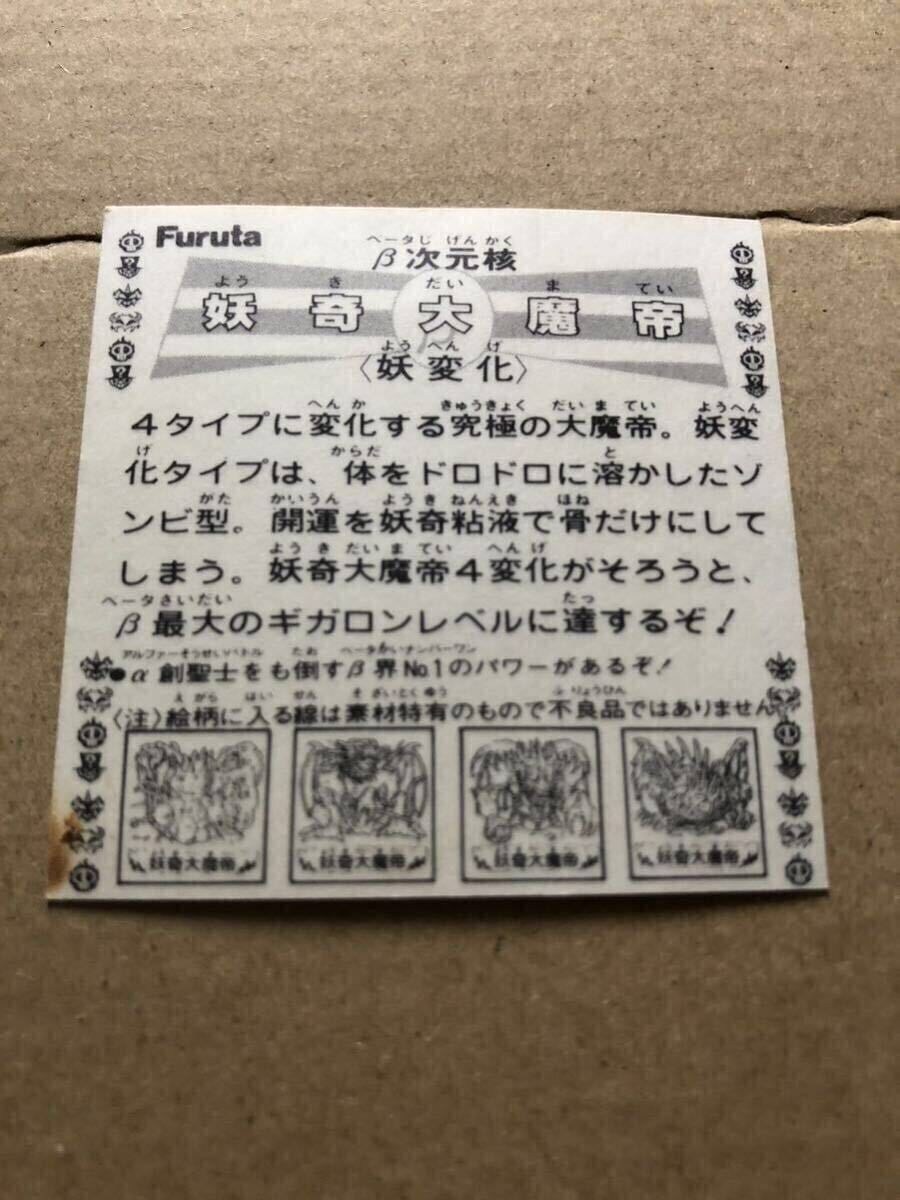 Furuta
ベータじ げんかく
β次元核
よう き だい ま てい
妖奇大魔帝
よう へん げ
〈妖変化〉
へんか きゅうきょく だい ま てい ようへん
4タイプに変化する究極の大魔帝。妖変
げ からだ と
化タイプは、体をドロドロに溶かしたゾ
がた かいうん よう き ねんえき ほね
ンビ型。開運を妖奇粘液で骨だけにして
よう き だい ま てい へんげ
しまう。妖奇大魔帝4変化がそろうと、
ベータさいだい たっ
β最大のギガロンレベルに達するぞ!
アルファーそうせいバトル たお ベータかいナンバーワン
●α創聖士をも倒すβ界No.1のパワーがあるぞ!
え がら はい せん そ ざいとくゆう ふ りょうひん
〈注〉絵柄に入る線は素材特有のもので不良品ではありません。
妖奇大魔帝
妖奇大魔帝
妖奇大魔帝
妖奇大魔帝